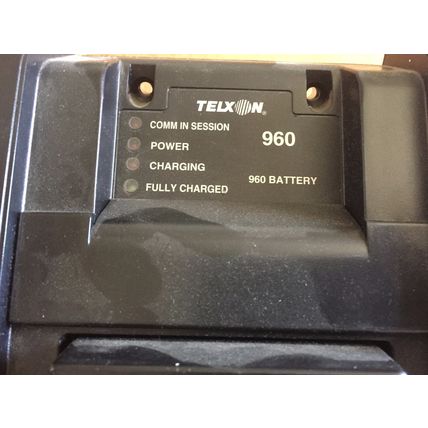 TELXON®
COMM IN SESSION
960
POWER
CHARGING
960 BATTERY
FULLY CHARGED